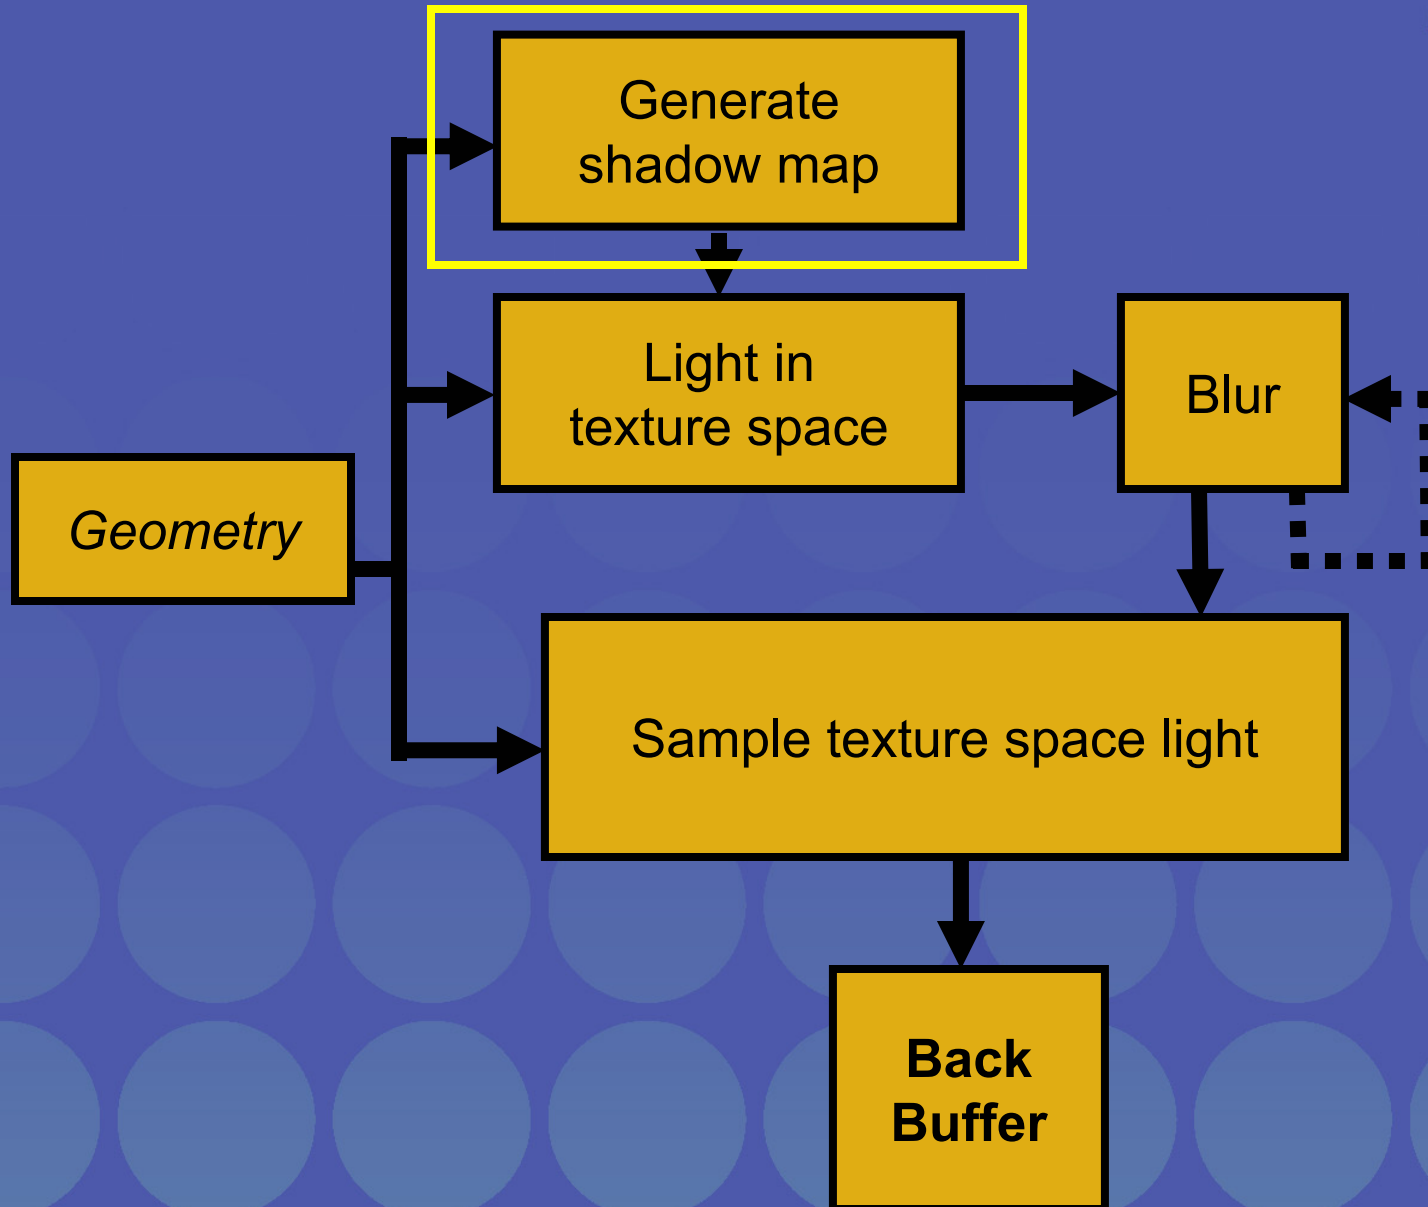 Generate
shadow map
Light in
texture space
Blur
Geometry
Sample texture space light
Back
Buffer